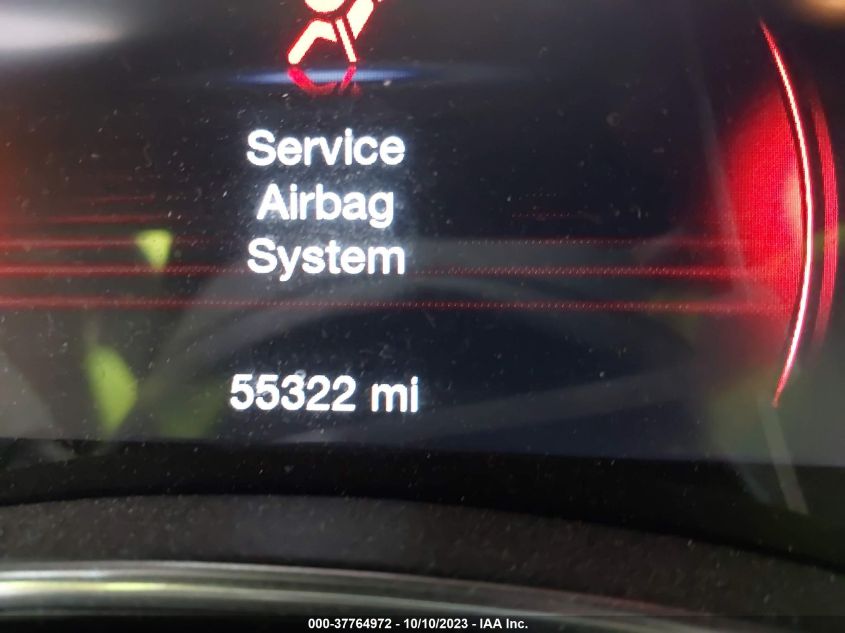 Service
Airbag
System
55322 mi
000-37764972 - 10/10/2023 - IAA Inc.